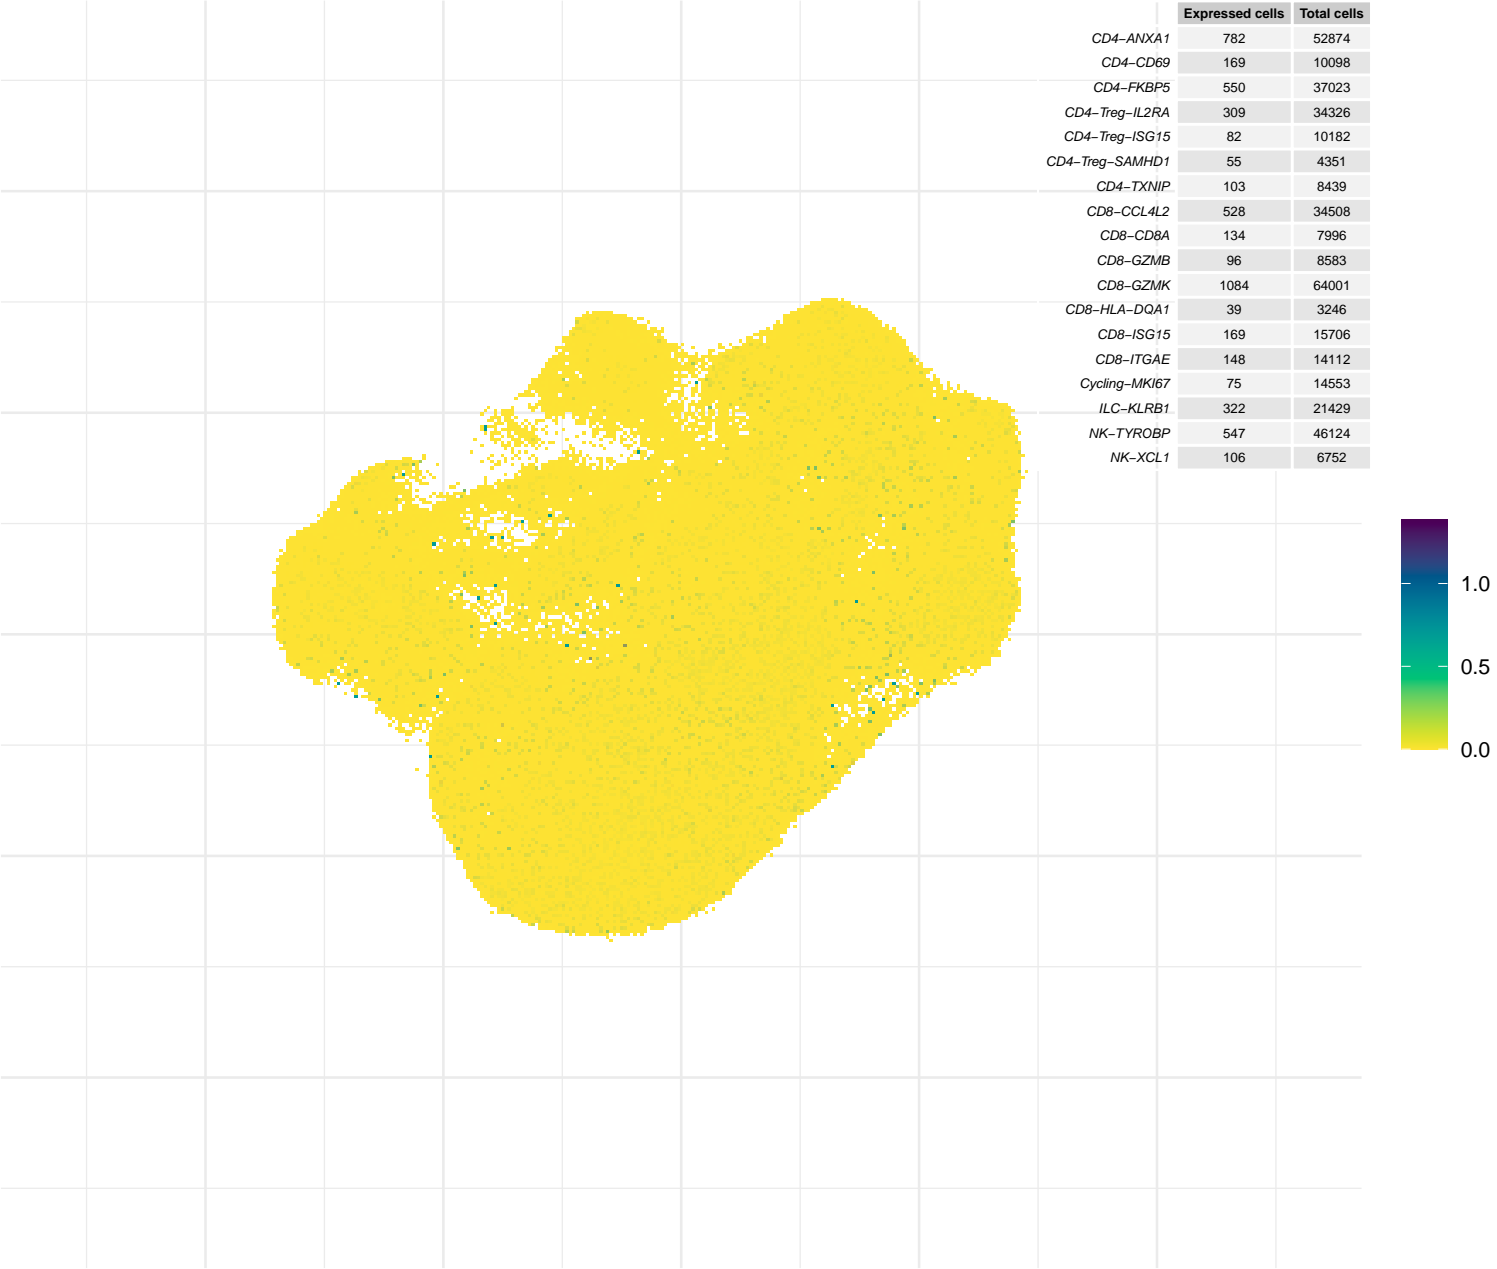 Expressed cells Total cells
CD4−ANXA1 782 52874
CD4−CD69 169 10098
CD4−FKBP5 550 37023
CD4−Treg−IL2RA 309 34326
CD4−Treg−ISG15 82 10182
CD4−Treg−SAMHD1 55 4351
CD4−TXNIP 103 8439
CD8−CCL4L2 528 34508
CD8−CD8A 134 7996
CD8−GZMB 96 8583
CD8−GZMK 1084 64001
CD8−HLA−DQA1 39 3246
CD8−ISG15 169 15706
CD8−ITGAE 148 14112
Cycling−MKI67 75 14553
ILC−KLRB1 322 21429
NK−TYROBP 547 46124
NK−XCL1 106 6752
1.0
0.5
0.0